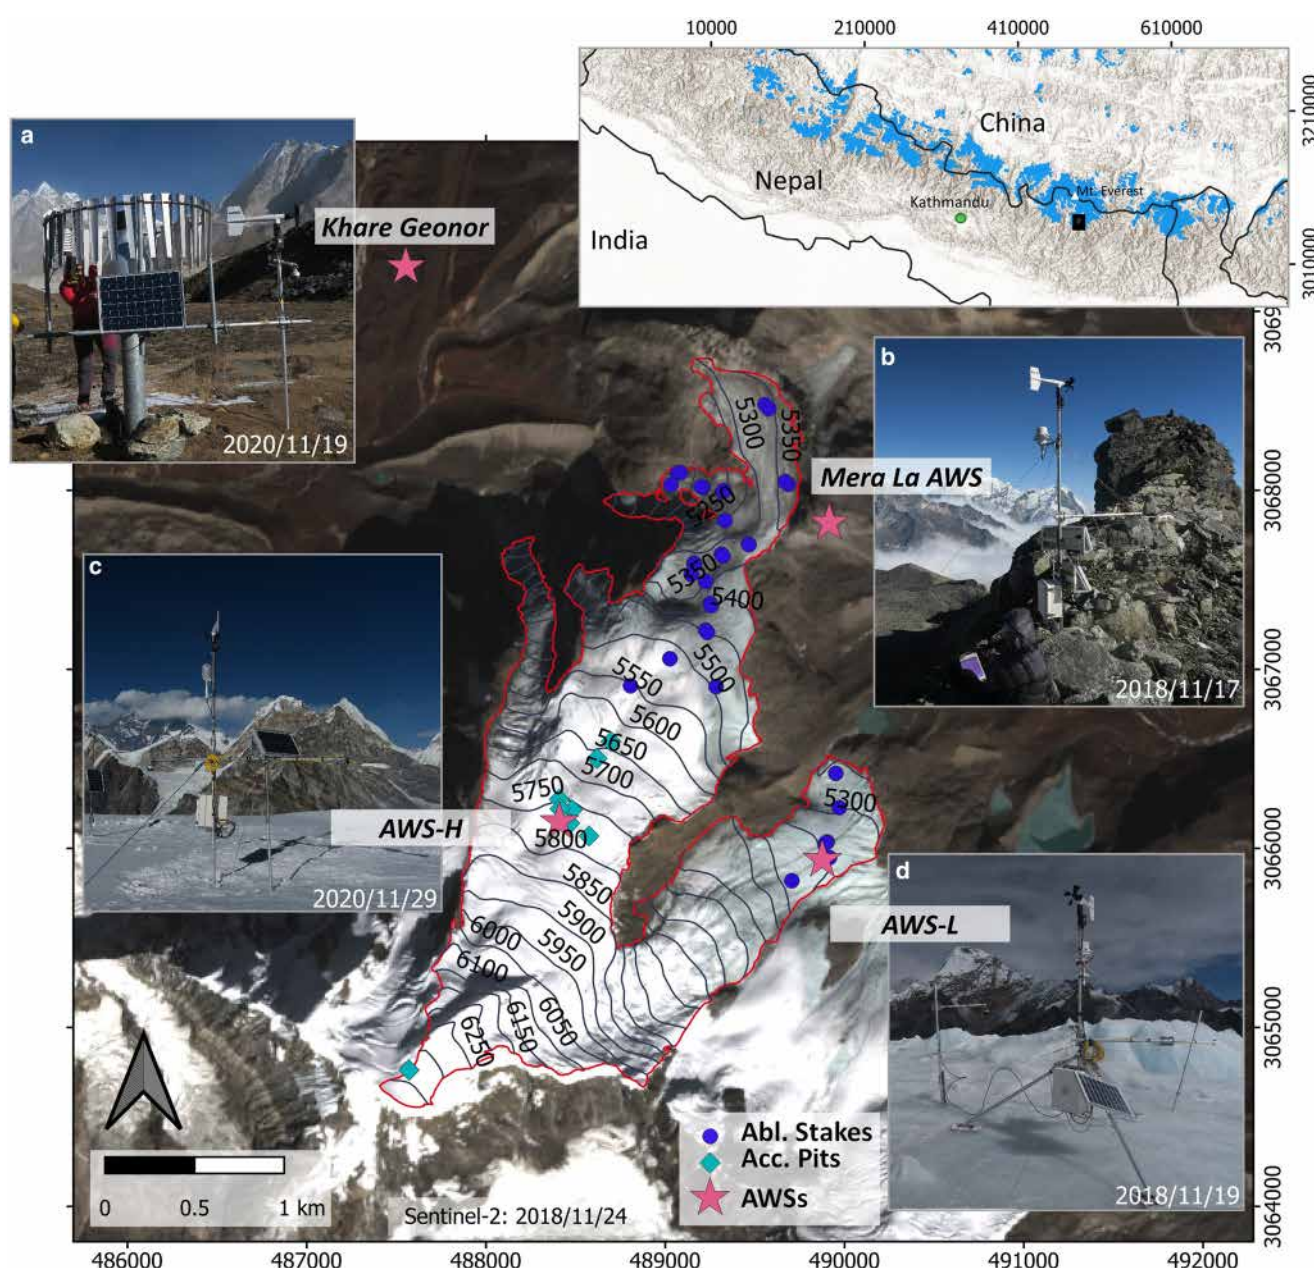 10000 210000 410000 610000
3210000
3010000
China
Nepal
Mt. Everest
Kathmandu
India
a
Khare Geonor
2020/11/19
3069
b
5300
5350
Mera La AWS
3068000
5250
5350
5400
2018/11/17
c
3067000
5500
5550
5600
5650
5700
5750
5300
AWS-H
5800
3066000
2020/11/29
5850
d
5900
AWS-L
5950
6000
6100
6050
6150
6250
3065000
Abl. Stakes
Acc. Pits
AWSs
0 0.5 1 km
Sentinel-2: 2018/11/24
2018/11/19
3064000
486000 487000 488000 489000 490000 491000 492000